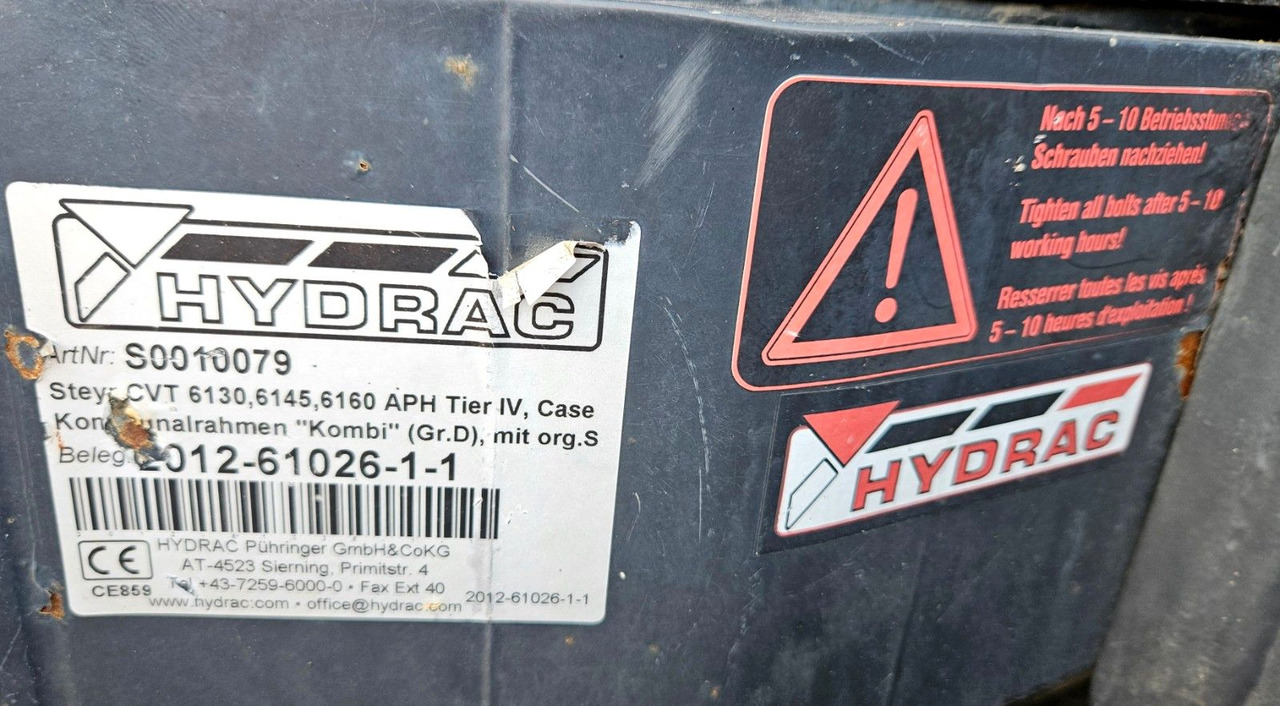 HYDRAC
ArtNr: S0010079
Steyr CVT 6130,6145,6160 APH Tier IV, Case
"Kombi" (Gr.D), mit org.S
Beleg. 2012-61026-1-1
CE
HYDRAC Pühringer GmbH&CoKG
CE859
AT-4523 Sierning, Primitstr. 4
Tel +43-7259-6000-0 • Fax Ext 40
www.hydrac.com • office@hydrac.com
2012-61026-1-1
Nach 5 – 10
Schrauben nachziehen!
Tighten all bolts after 5 – 10
working hours!
Resserrer toutes les vis après
5 – 10 heures d'exploitation !
HYDRAC